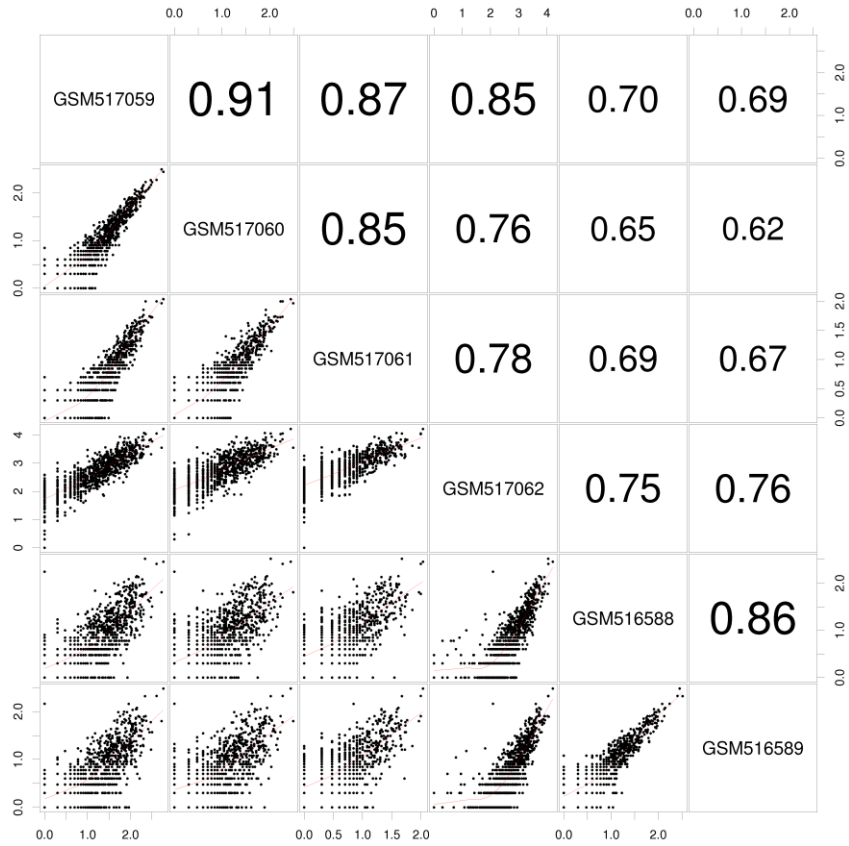 0.0 1.0 2.0 0 1 2 3 4 0.0 1.0 2.0
GSM517059 0.91 0.87 0.85 0.70 0.69 0.0 1.0 2.0
0.0 1.0 2.0 GSM517060 0.85 0.76 0.65 0.62
GSM517061 0.78 0.69 0.67 0.0 0.5 1.0 1.5 2.0
0 1 2 3 4 GSM517062 0.75 0.76
GSM516588 0.86 0.0 1.0 2.0
0.0 1.0 2.0 GSM516589
0.0 1.0 2.0 0.0 0.5 1.0 1.5 2.0 0.0 1.0 2.0